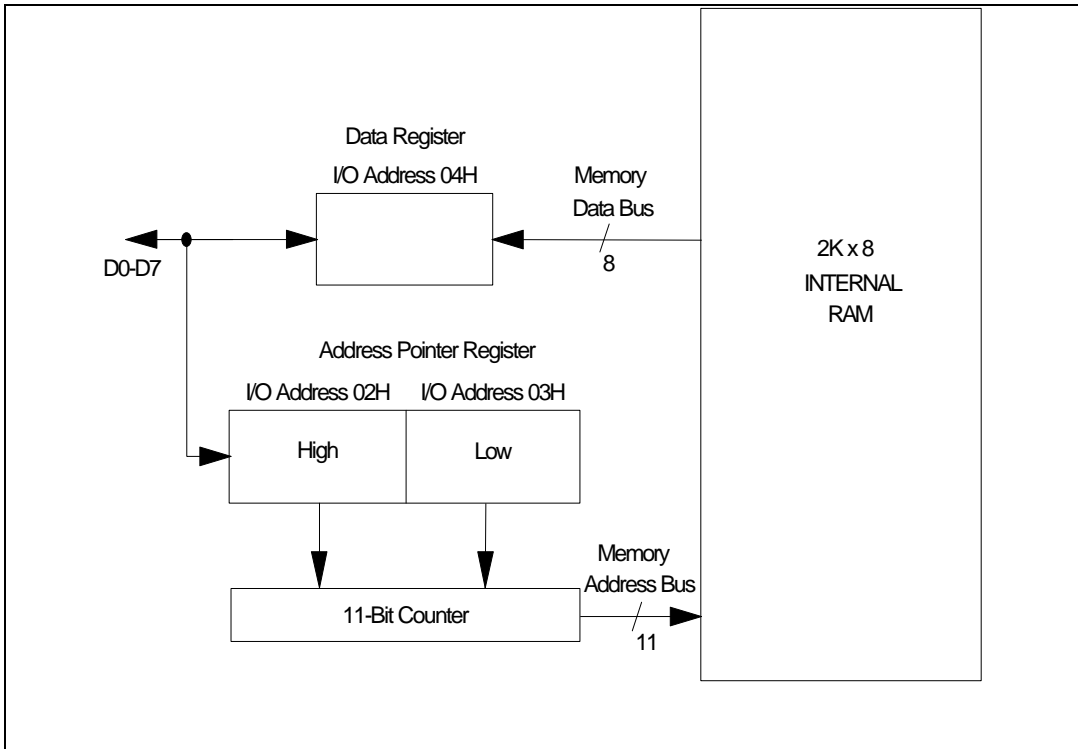 Data Register
I/O Address 04H
Memory
Data Bus
8
D0-D7
2K x 8
INTERNAL
RAM
Address Pointer Register
I/O Address 02H
I/O Address 03H
High
Low
Memory
Address Bus
11
11-Bit Counter